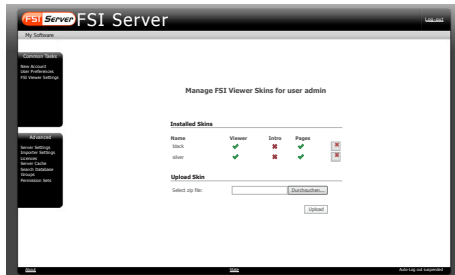 FSI Server FSI Server
Log-out
My Software
Common Tasks
New Account
User Preferences
FSI Viewer Settings
Advanced
Server Settings
Importer Settings
Licences
Server Cache
Search Database
Groups
Permission Sets
Manage FSI Viewer Skins for user admin
Installed Skins
Name Viewer Intro Pages
black
silver
Upload Skin
Select zip file: Durchsuchen...
Upload
About
Auto-Log out suspended